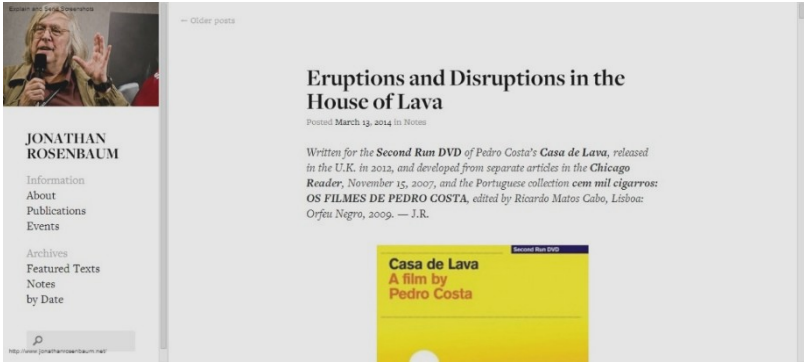 Explain and Send Screenshots
JONATHAN
ROSENBAUM
Information
About
Publications
Events
Archives
Featured Texts
Notes
by Date
http://www.jonathanrosenbaum.net/
← Older posts
Eruptions and Disruptions in the
House of Lava
Posted March 13, 2014 in Notes
Written for the Second Run DVD of Pedro Costa's Casa de Lava, released
in the U.K. in 2012, and developed from separate articles in the Chicago
Reader, November 15, 2007, and the Portuguese collection cem mil cigarros:
OS FILMES DE PEDRO COSTA, edited by Ricardo Matos Cabo, Lisboa:
Orfeu Negro, 2009. — J.R.
Second Run DVD
Casa de Lava
A film by
Pedro Costa